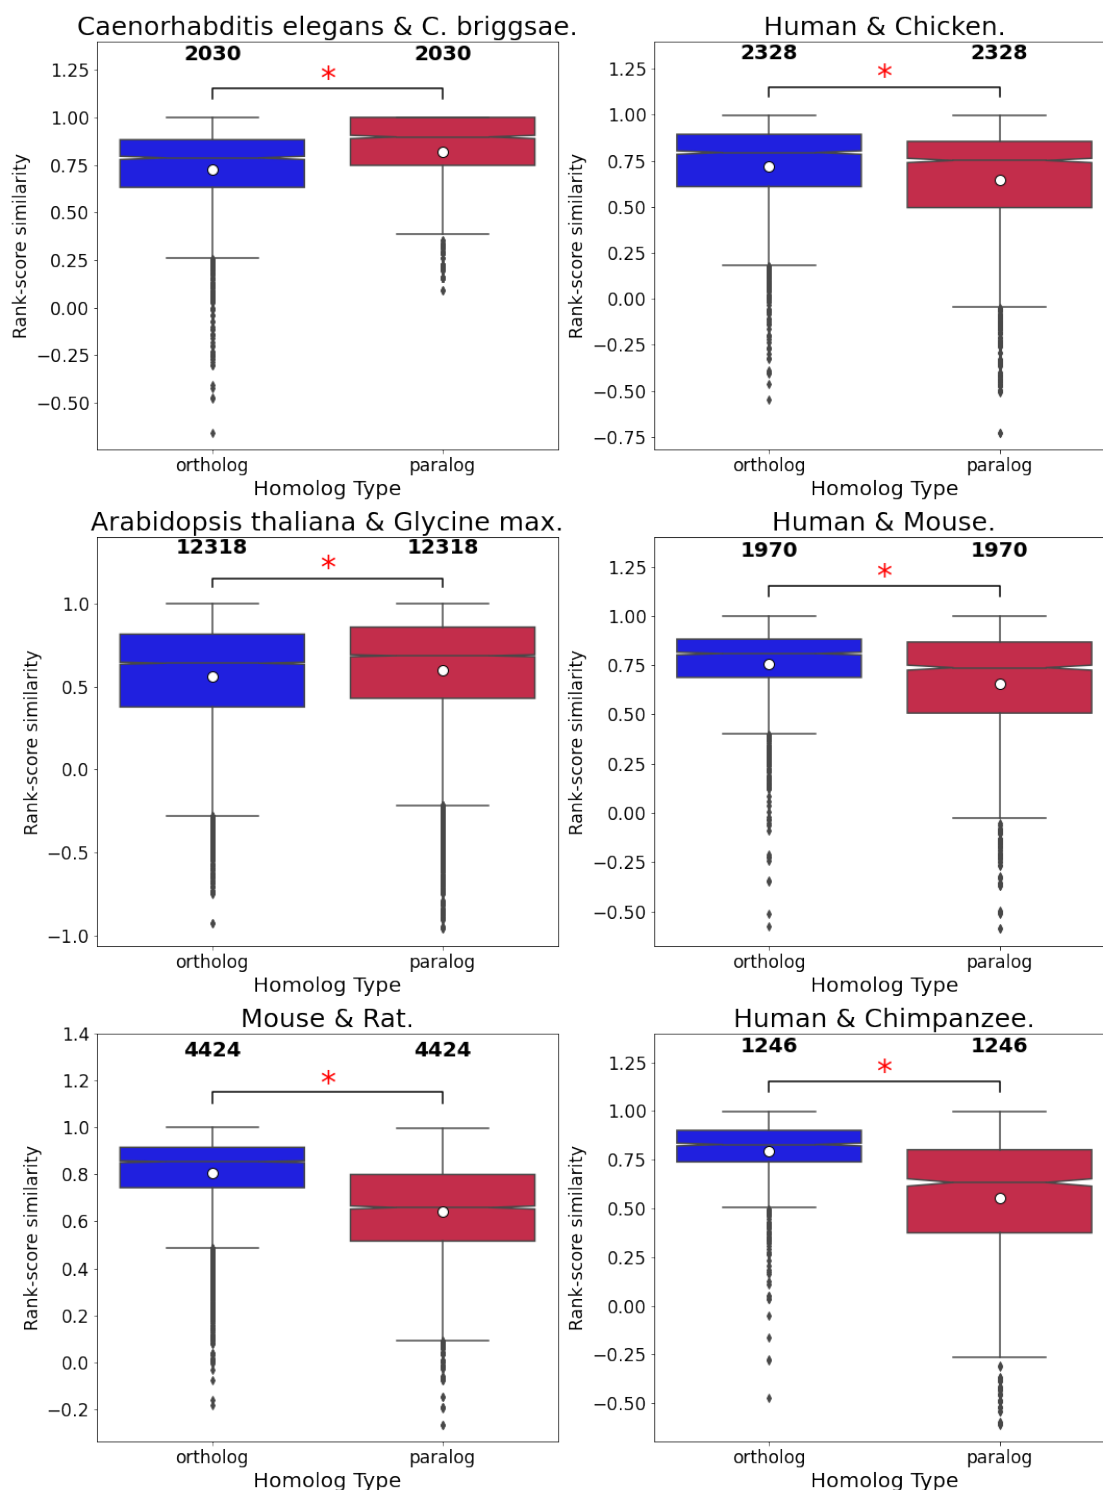 Caenorhabditis elegans & C. briggsae.
2030 2030
*
1.25
1.00
0.75
0.50
0.25
0.00
−0.25
−0.50
Rank-score similarity
ortholog paralog
Homolog Type
Human & Chicken.
2328 2328
*
1.25
1.00
0.75
0.50
0.25
0.00
−0.25
−0.50
−0.75
Rank-score similarity
ortholog paralog
Homolog Type
Arabidopsis thaliana & Glycine max.
12318 12318
*
1.0
0.5
0.0
−0.5
−1.0
Rank-score similarity
ortholog paralog
Homolog Type
Human & Mouse.
1970 1970
*
1.25
1.00
0.75
0.50
0.25
0.00
−0.25
−0.50
Rank-score similarity
ortholog paralog
Homolog Type
Mouse & Rat.
4424 4424
*
1.4
1.2
1.0
0.8
0.6
0.4
0.2
0.0
−0.2
Rank-score similarity
ortholog paralog
Homolog Type
Human & Chimpanzee.
1246 1246
*
1.25
1.00
0.75
0.50
0.25
0.00
−0.25
−0.50
Rank-score similarity
ortholog paralog
Homolog Type